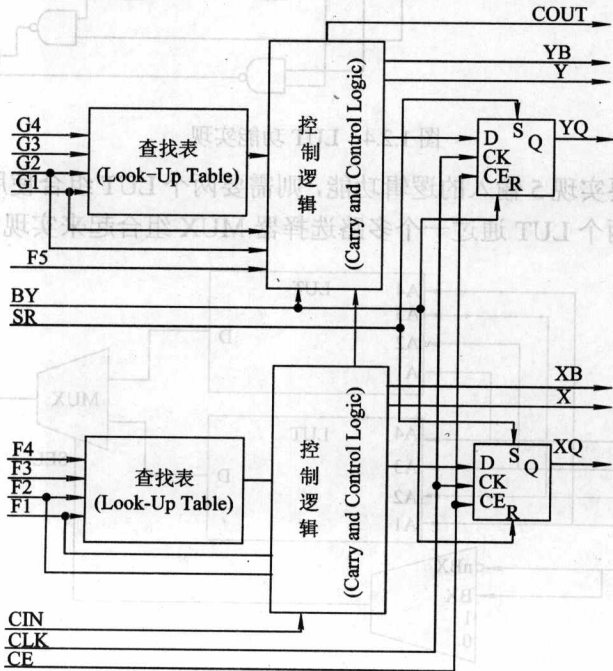 COUT
YB
Y
G4
G3
G2
G1
查找表
(Look-Up Table)
控制逻辑
(Carry and Control Logic)
D
S
Q
CK
CE
R
YQ
F5
BY
SR
XB
X
F4
F3
F2
F1
查找表
(Look-Up Table)
控制逻辑
(Carry and Control Logic)
D
S
Q
CK
CE
R
XQ
CIN
CLK
CE